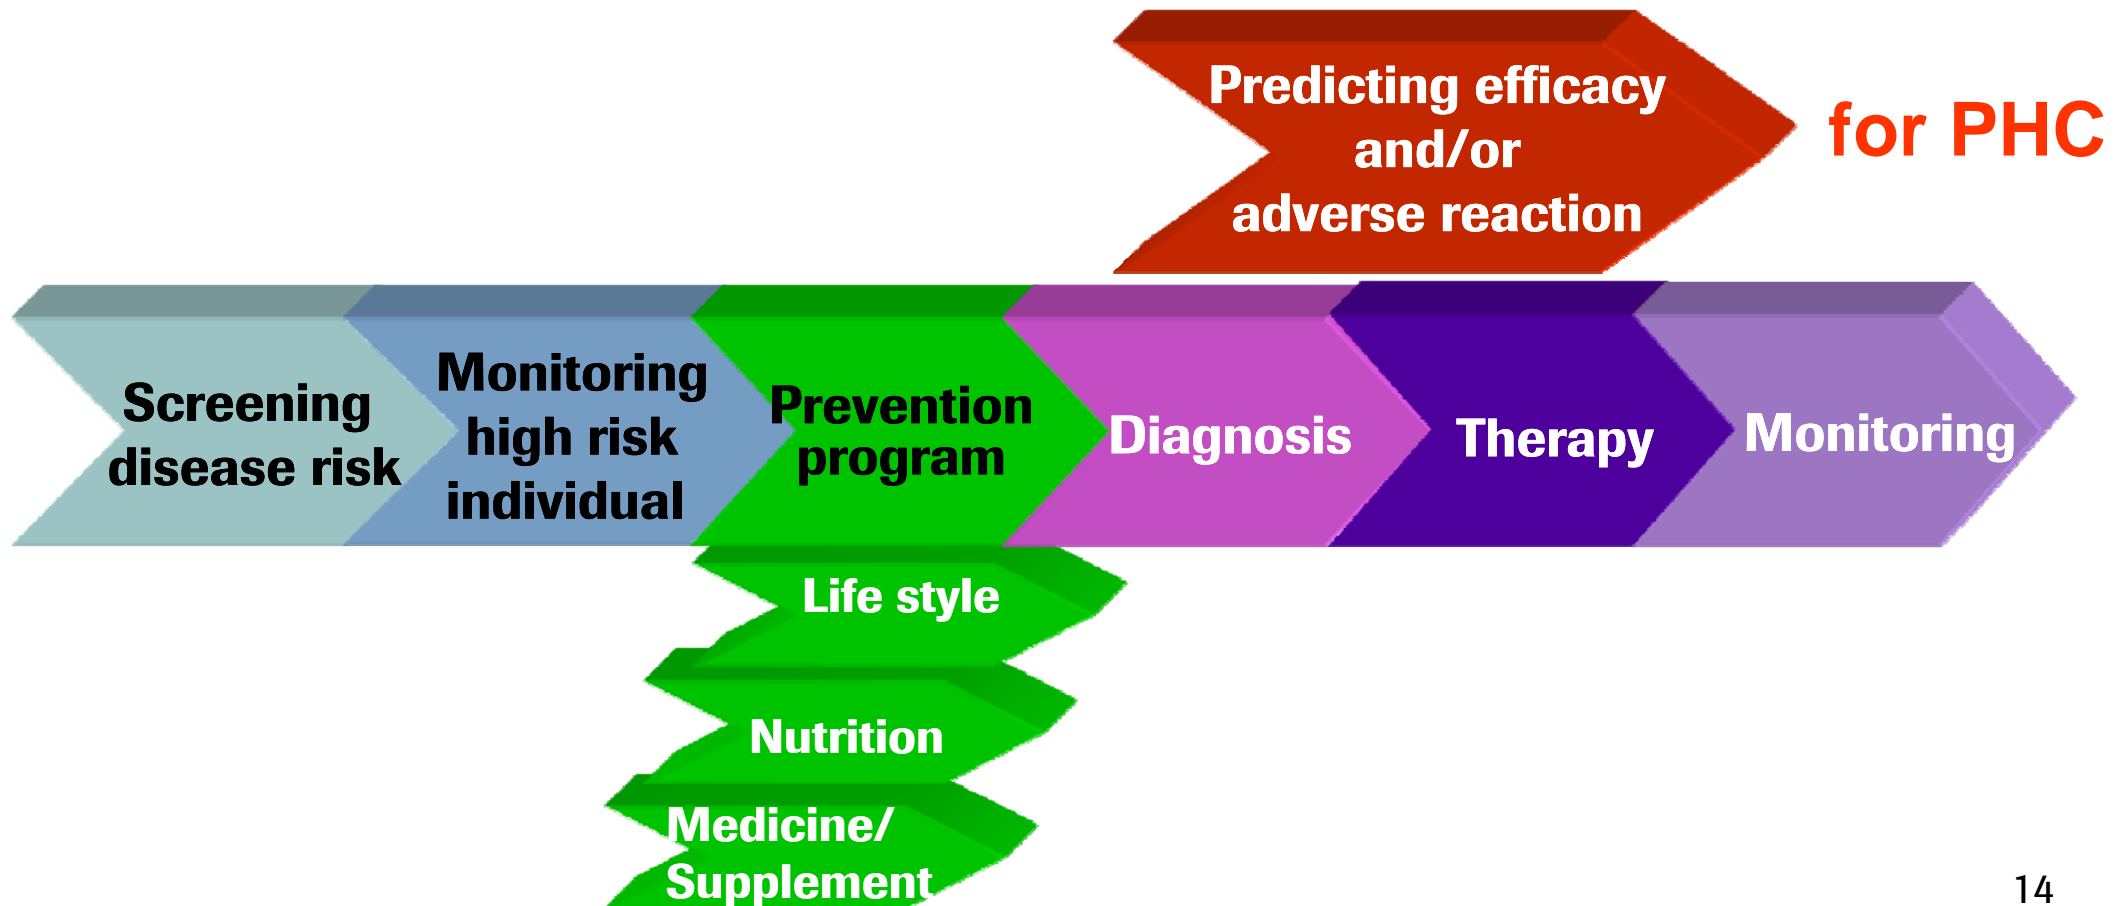 Predicting efficacy
and/or
adverse reaction
for PHC
Screening
disease risk
Monitoring
high risk
individual
Prevention
program
Diagnosis
Therapy
Monitoring
Life style
Nutrition
Medicine/
Supplement
14